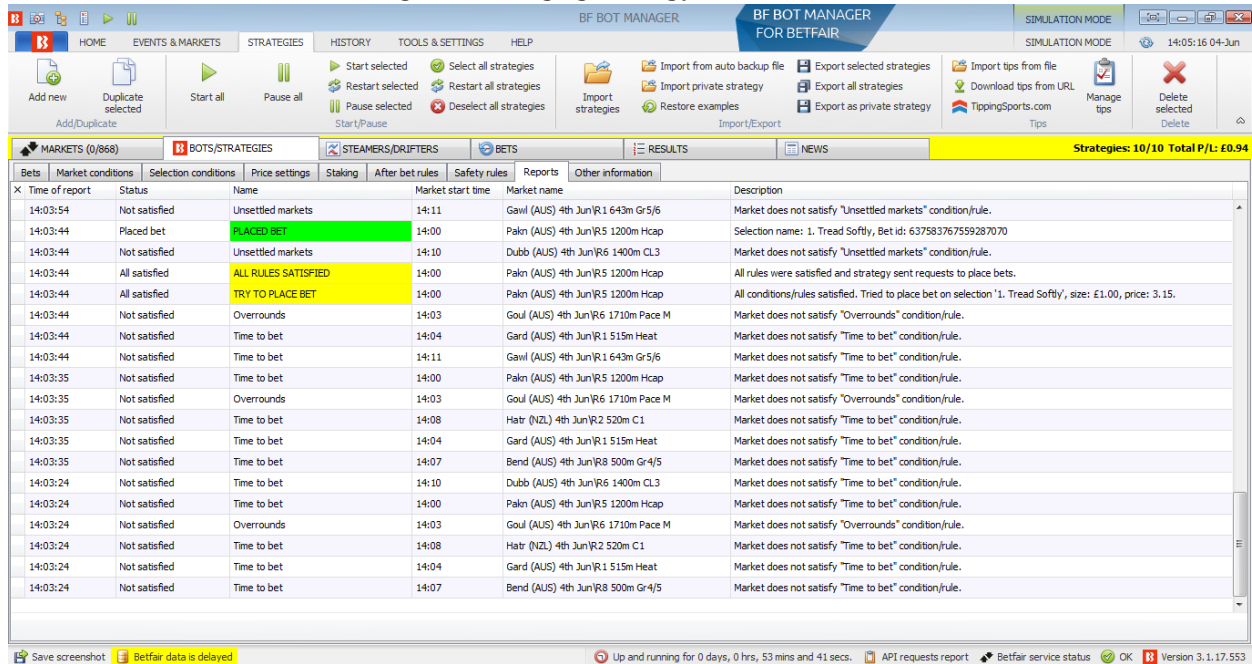 BF BOT MANAGER
BF BOT MANAGER
FOR BETFAIR
SIMULATION MODE
HOME EVENTS & MARKETS STRATEGIES HISTORY TOOLS & SETTINGS HELP SIMULATION MODE 14:05:16 04-Jun
Add new
Duplicate selected
Add/Duplicate
Start all
Pause all
Start selected
Restart selected
Pause selected
Select all strategies
Restart all strategies
Deselect all strategies
Start/Pause
Import strategies
Import from auto backup file
Import private strategy
Restore examples
Export selected strategies
Export all strategies
Export as private strategy
Import/Export
Import tips from file
Download tips from URL
TippingSports.com
Manage tips
Tips
Delete selected
Delete
MARKETS (0/868) BOTS/STRATEGIES STEAMERS/DRIFTERS BETS RESULTS NEWS Strategies: 10/10 Total P/L: £0.94
Bets Market conditions Selection conditions Price settings Staking After bet rules Safety rules Reports Other information
X Time of report Status Name Market start time Market name Description
14:03:54 Not satisfied Unsettled markets 14:11 Gawl (AUS) 4th Jun\R1 643m Gr5/6 Market does not satisfy "Unsettled markets" condition/rule.
14:03:44 Placed bet PLACED BET 14:00 Pakn (AUS) 4th Jun\R5 1200m Hcap Selection name: 1. Tread Softly, Bet id: 637583767559287070
14:03:44 Not satisfied Unsettled markets 14:10 Dubb (AUS) 4th Jun\R6 1400m CL3 Market does not satisfy "Unsettled markets" condition/rule.
14:03:44 All satisfied ALL RULES SATISFIED 14:00 Pakn (AUS) 4th Jun\R5 1200m Hcap All rules were satisfied and strategy sent requests to place bets.
14:03:44 All satisfied TRY TO PLACE BET 14:00 Pakn (AUS) 4th Jun\R5 1200m Hcap All conditions/rules satisfied. Tried to place bet on selection '1. Tread Softly', size: £1.00, price: 3.15.
14:03:44 Not satisfied Overrounds 14:03 Goul (AUS) 4th Jun\R6 1710m Pace M Market does not satisfy "Overrounds" condition/rule.
14:03:44 Not satisfied Time to bet 14:04 Gard (AUS) 4th Jun\R1 515m Heat Market does not satisfy "Time to bet" condition/rule.
14:03:44 Not satisfied Time to bet 14:11 Gawl (AUS) 4th Jun\R1 643m Gr5/6 Market does not satisfy "Time to bet" condition/rule.
14:03:35 Not satisfied Time to bet 14:00 Pakn (AUS) 4th Jun\R5 1200m Hcap Market does not satisfy "Time to bet" condition/rule.
14:03:35 Not satisfied Overrounds 14:03 Goul (AUS) 4th Jun\R6 1710m Pace M Market does not satisfy "Overrounds" condition/rule.
14:03:35 Not satisfied Time to bet 14:08 Hatr (NZL) 4th Jun\R2 520m C1 Market does not satisfy "Time to bet" condition/rule.
14:03:35 Not satisfied Time to bet 14:04 Gard (AUS) 4th Jun\R1 515m Heat Market does not satisfy "Time to bet" condition/rule.
14:03:35 Not satisfied Time to bet 14:07 Bend (AUS) 4th Jun\R8 500m Gr4/5 Market does not satisfy "Time to bet" condition/rule.
14:03:24 Not satisfied Time to bet 14:10 Dubb (AUS) 4th Jun\R6 1400m CL3 Market does not satisfy "Time to bet" condition/rule.
14:03:24 Not satisfied Time to bet 14:00 Pakn (AUS) 4th Jun\R5 1200m Hcap Market does not satisfy "Time to bet" condition/rule.
14:03:24 Not satisfied Overrounds 14:03 Goul (AUS) 4th Jun\R6 1710m Pace M Market does not satisfy "Overrounds" condition/rule.
14:03:24 Not satisfied Time to bet 14:08 Hatr (NZL) 4th Jun\R2 520m C1 Market does not satisfy "Time to bet" condition/rule.
14:03:24 Not satisfied Time to bet 14:04 Gard (AUS) 4th Jun\R1 515m Heat Market does not satisfy "Time to bet" condition/rule.
14:03:24 Not satisfied Time to bet 14:07 Bend (AUS) 4th Jun\R8 500m Gr4/5 Market does not satisfy "Time to bet" condition/rule.
Save screenshot Betfair data is delayed Up and running for 0 days, 0 hrs, 53 mins and 41 secs. API requests report Betfair service status OK Version 3.1.17.553